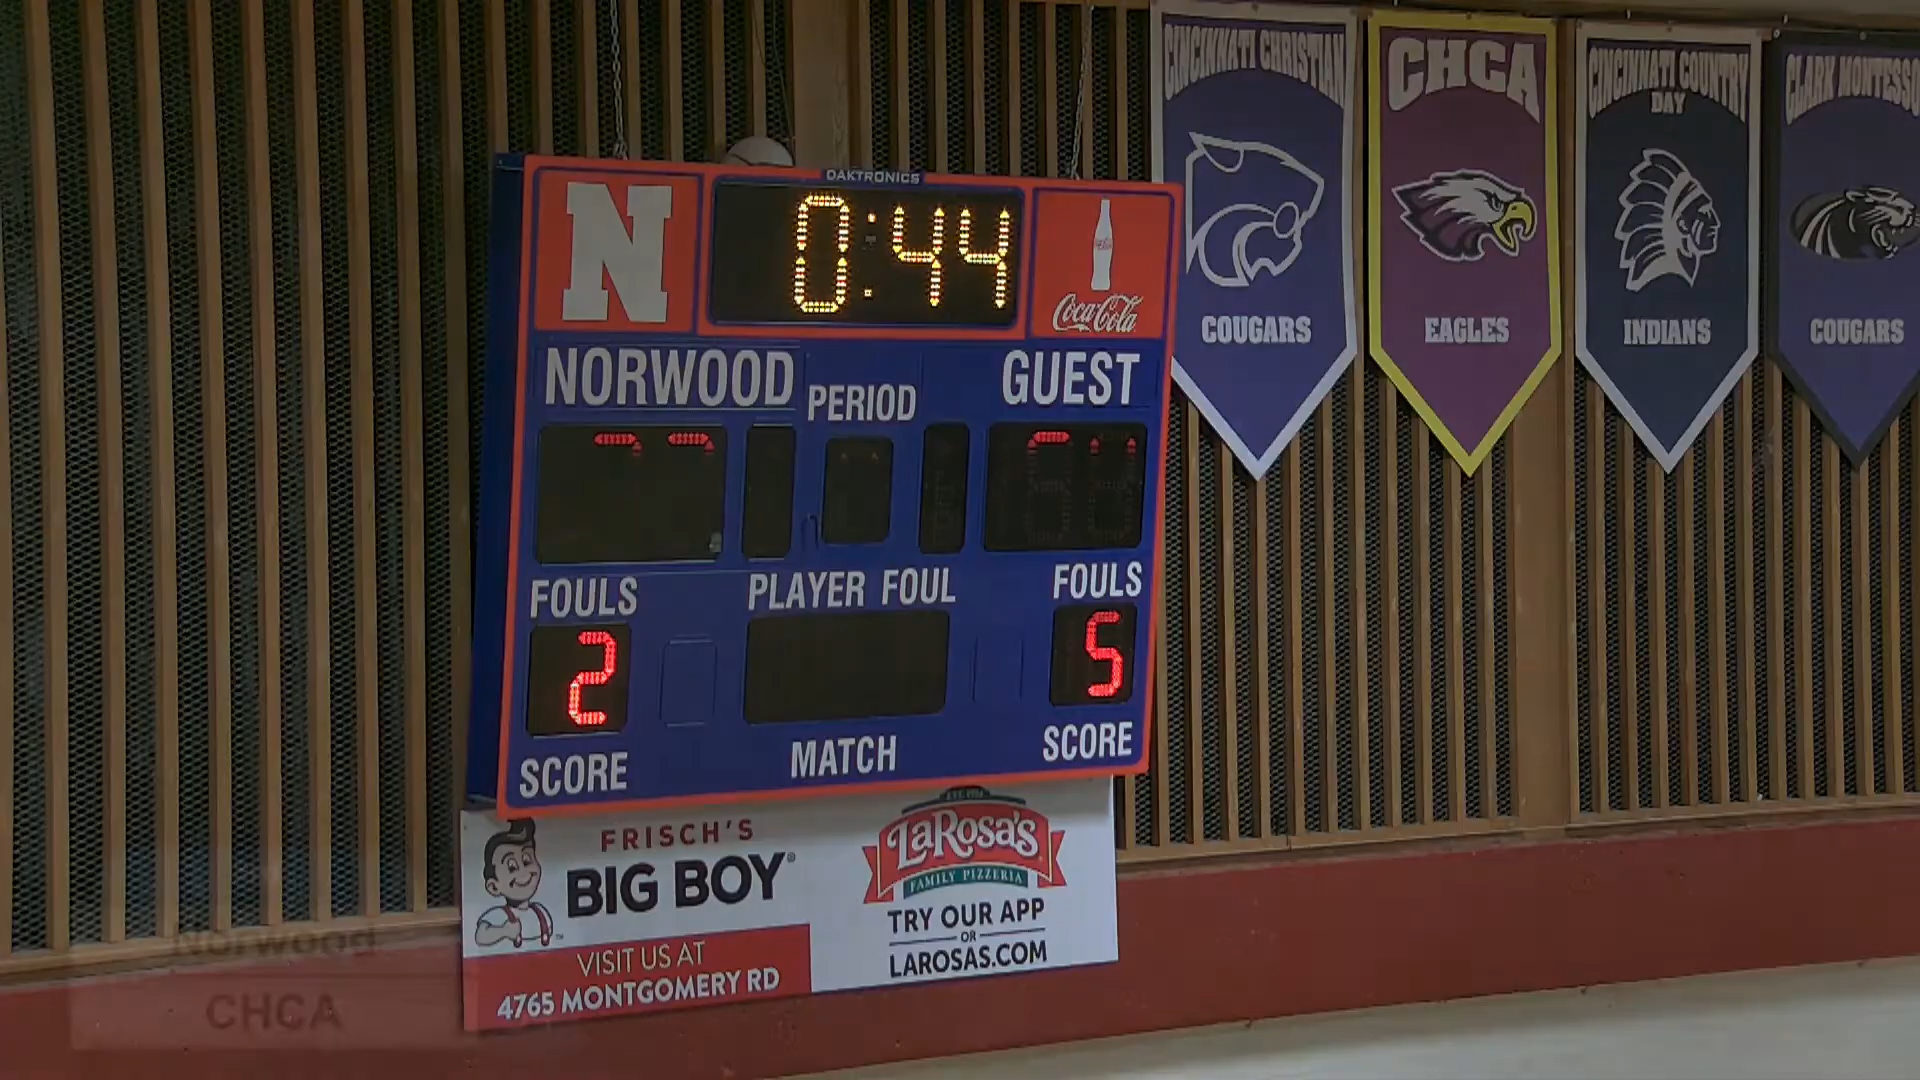 CINCINNATI CHRISTIAN
COUGARS
CHCA
EAGLES
CINCINNATI COUNTRY
DAY
INDIANS
CLARK
COUGARS
DAKTRONICS
N
0:44
Coca-Cola
NORWOOD
PERIOD
GUEST
FOULS
PLAYER FOUL
FOULS
2
5
SCORE
MATCH
SCORE
FRISCH'S
BIG BOY®
VISIT US AT
4765 MONTGOMERY RD
LAROSA'S
FAMILY PIZZERIA
TRY OUR APP
OR
LAROSAS.COM
Norwood
CHCA